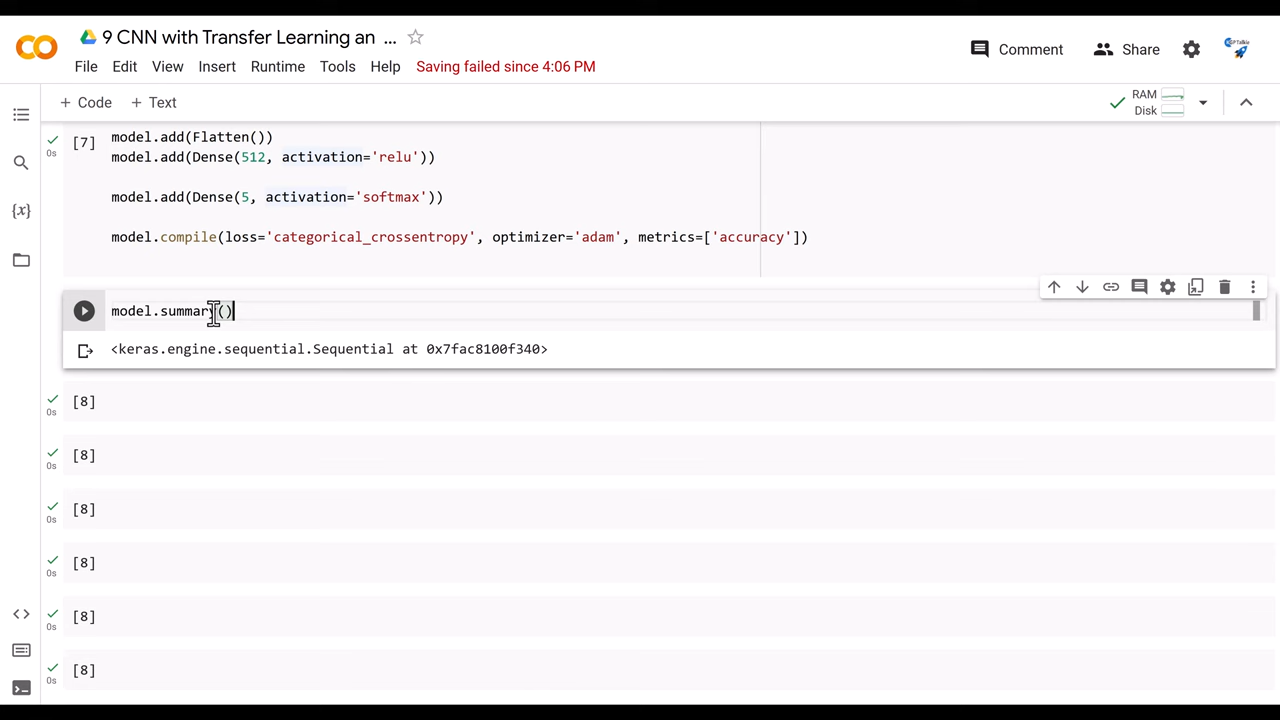 9 CNN with Transfer Learning an ...
File Edit View Insert Runtime Tools Help Saving failed since 4:06 PM
Comment Share
+ Code + Text
RAM
Disk
[7]
0s
model.add(Flatten())
model.add(Dense(512, activation='relu'))
model.add(Dense(5, activation='softmax'))
model.compile(loss='categorical_crossentropy', optimizer='adam', metrics=['accuracy'])
model.summary()
<keras.engine.sequential.Sequential at 0x7fac8100f340>
[8]
0s
[8]
0s
[8]
0s
[8]
0s
[8]
0s
[8]
0s